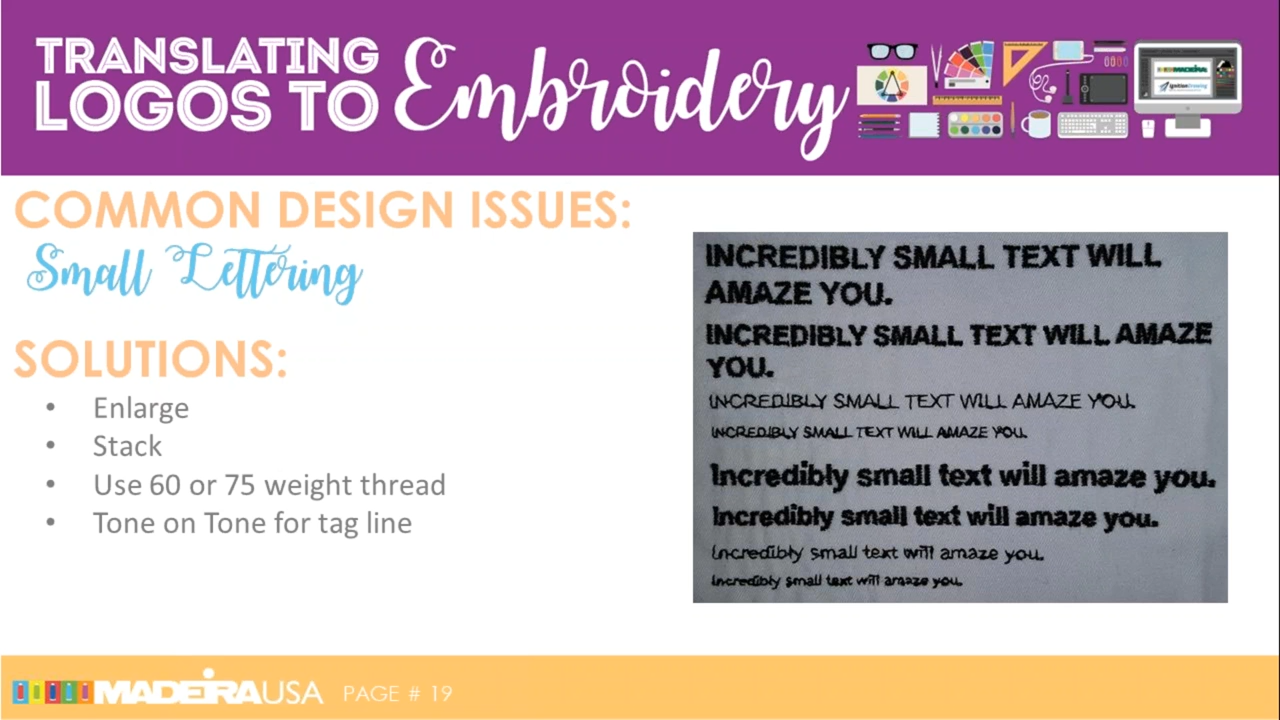 TRANSLATING
LOGOS TO Embroidery
MADEIRA
ignitiondrawing
COMMON DESIGN ISSUES:
Small Lettering
SOLUTIONS:
• Enlarge
• Stack
• Use 60 or 75 weight thread
• Tone on Tone for tag line
INCREDIBLY SMALL TEXT WILL
AMAZE YOU.
INCREDIBLY SMALL TEXT WILL AMAZE
YOU.
INCREDIBLY SMALL TEXT WILL AMAZE YOU.
INCREDIBLY SMALL TEXT WILL AMAZE YOU.
Incredibly small text will amaze you.
Incredibly small text will amaze you.
Incredibly small text will amaze you.
Incredibly small text will amaze you.
MADEIRAUSA PAGE # 19